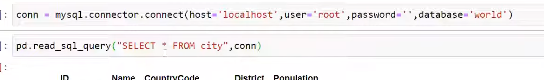 conn = mysql.connector.connect(host='localhost',user='root',password='',database='world')
]: pd.read_sql_query("SELECT * FROM city",conn)
]:
ID Name CountryCode District Population